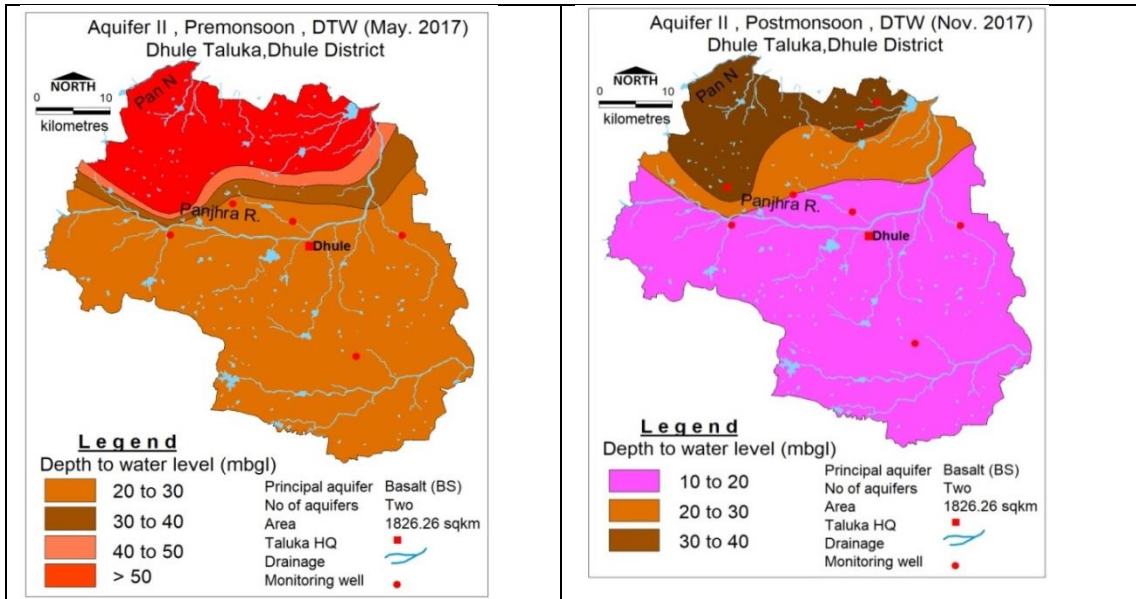 Aquifer II , Premonsoon , DTW (May. 2017)
Dhule Taluka,Dhule District
NORTH
0 10
kilometres
Pan N
Panjhra R.
Dhule
Legend
Depth to water level (mbgl)
20 to 30
30 to 40
40 to 50
> 50
Principal aquifer Basalt (BS)
No of aquifers Two
Area 1826.26 sqkm
Taluka HQ
Drainage
Monitoring well
Aquifer II , Postmonsoon , DTW (Nov. 2017)
Dhule Taluka,Dhule District
NORTH
0 10
kilometres
Pan N
Panjhra R.
Dhule
Legend
Depth to water level (mbgl)
10 to 20
20 to 30
30 to 40
Principal aquifer Basalt (BS)
No of aquifers Two
Area 1826.26 sqkm
Taluka HQ
Drainage
Monitoring well